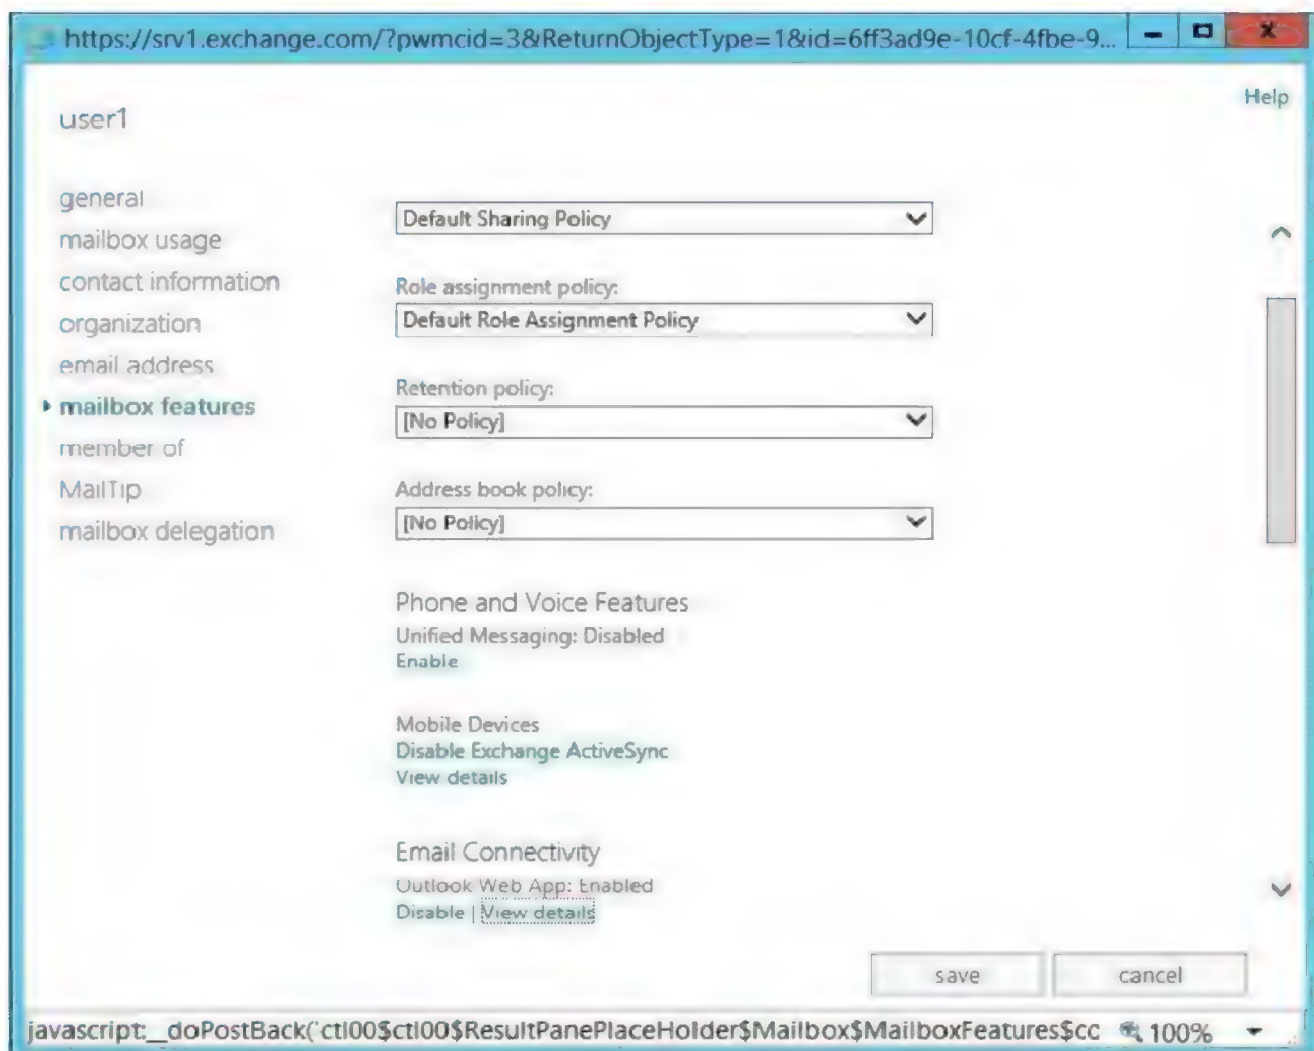 https://srv1.exchange.com/?pwmcid=3&ReturnObjectType=1&id=6ff3ad9e-10cf-4fbe-9...
Help
user1
general
mailbox usage
contact information
organization
email address
mailbox features
member of
MailTip
mailbox delegation
Default Sharing Policy
Role assignment policy:
Default Role Assignment Policy
Retention policy:
[No Policy]
Address book policy:
[No Policy]
Phone and Voice Features
Unified Messaging: Disabled
Enable
Mobile Devices
Disable Exchange ActiveSync
View details
Email Connectivity
Outlook Web App: Enabled
Disable | View details
save cancel
javascript:__doPostBack('ctl00$ctl00$ResultPanePlaceHolder$Mailbox$MailboxFeatures$cc 100%